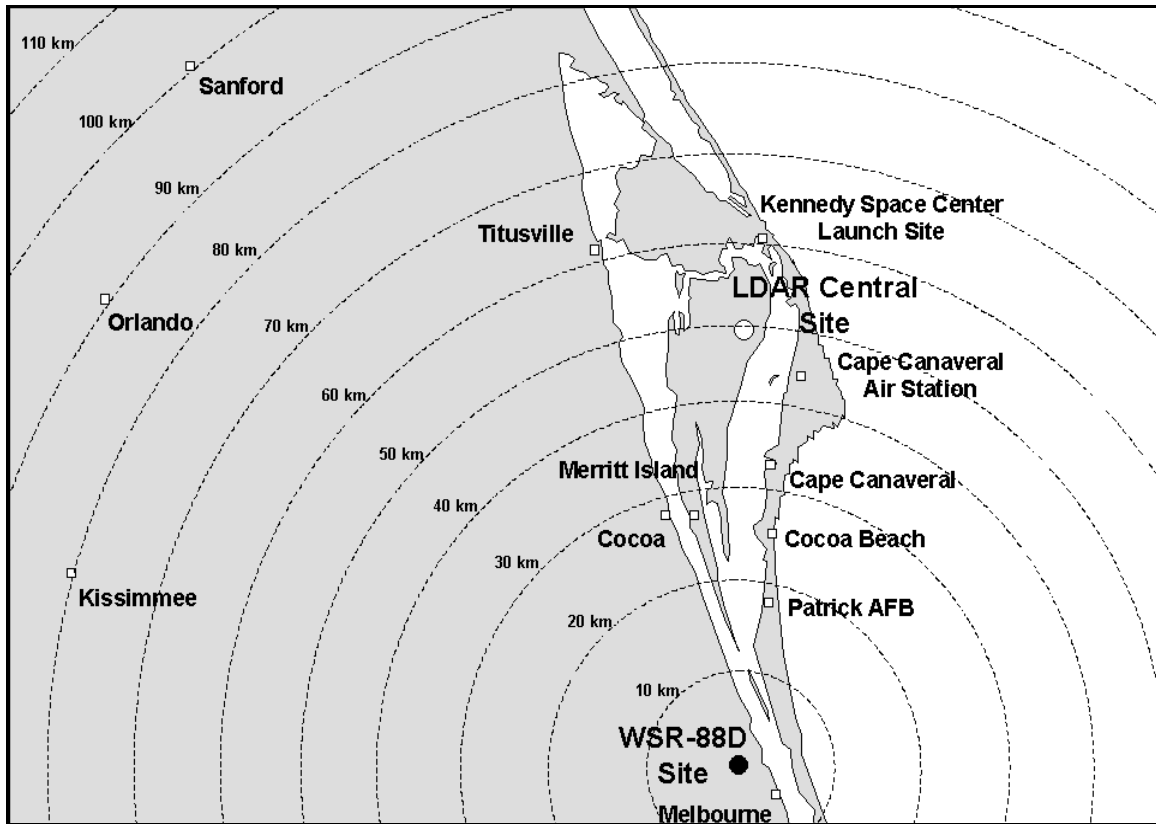 110 km
Sanford
100 km
90 km
Kennedy Space Center
Launch Site
Titusville
80 km
LDAR Central
Site
Orlando
70 km
Cape Canaveral
Air Station
60 km
50 km
Merritt Island
Cape Canaveral
40 km
Cocoa
Cocoa Beach
30 km
Kissimmee
Patrick AFB
20 km
10 km
WSR-88D
Site
Melbourne